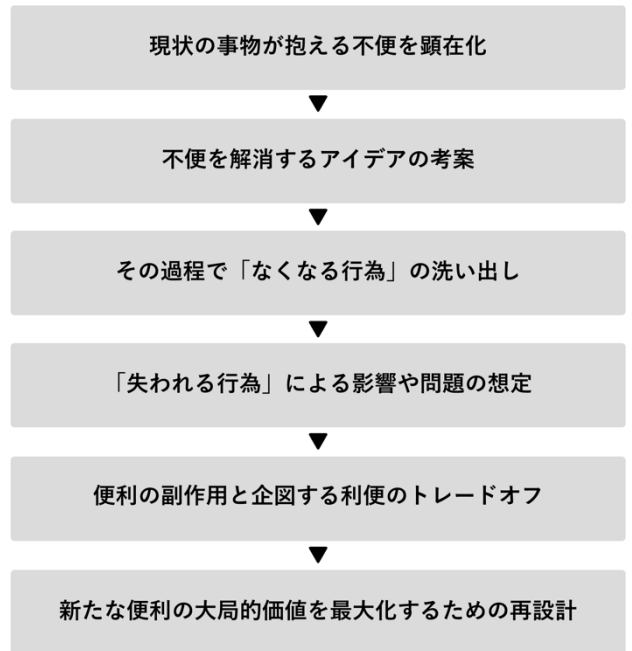 現状の事物が抱える不便を顕在化
不便を解消するアイデアの考案
その過程で「なくなる行為」の洗い出し
「失われる行為」による影響や問題の想定
便利の副作用と企図する利便のトレードオフ
新たな便利の大局的価値を最大化するための再設計